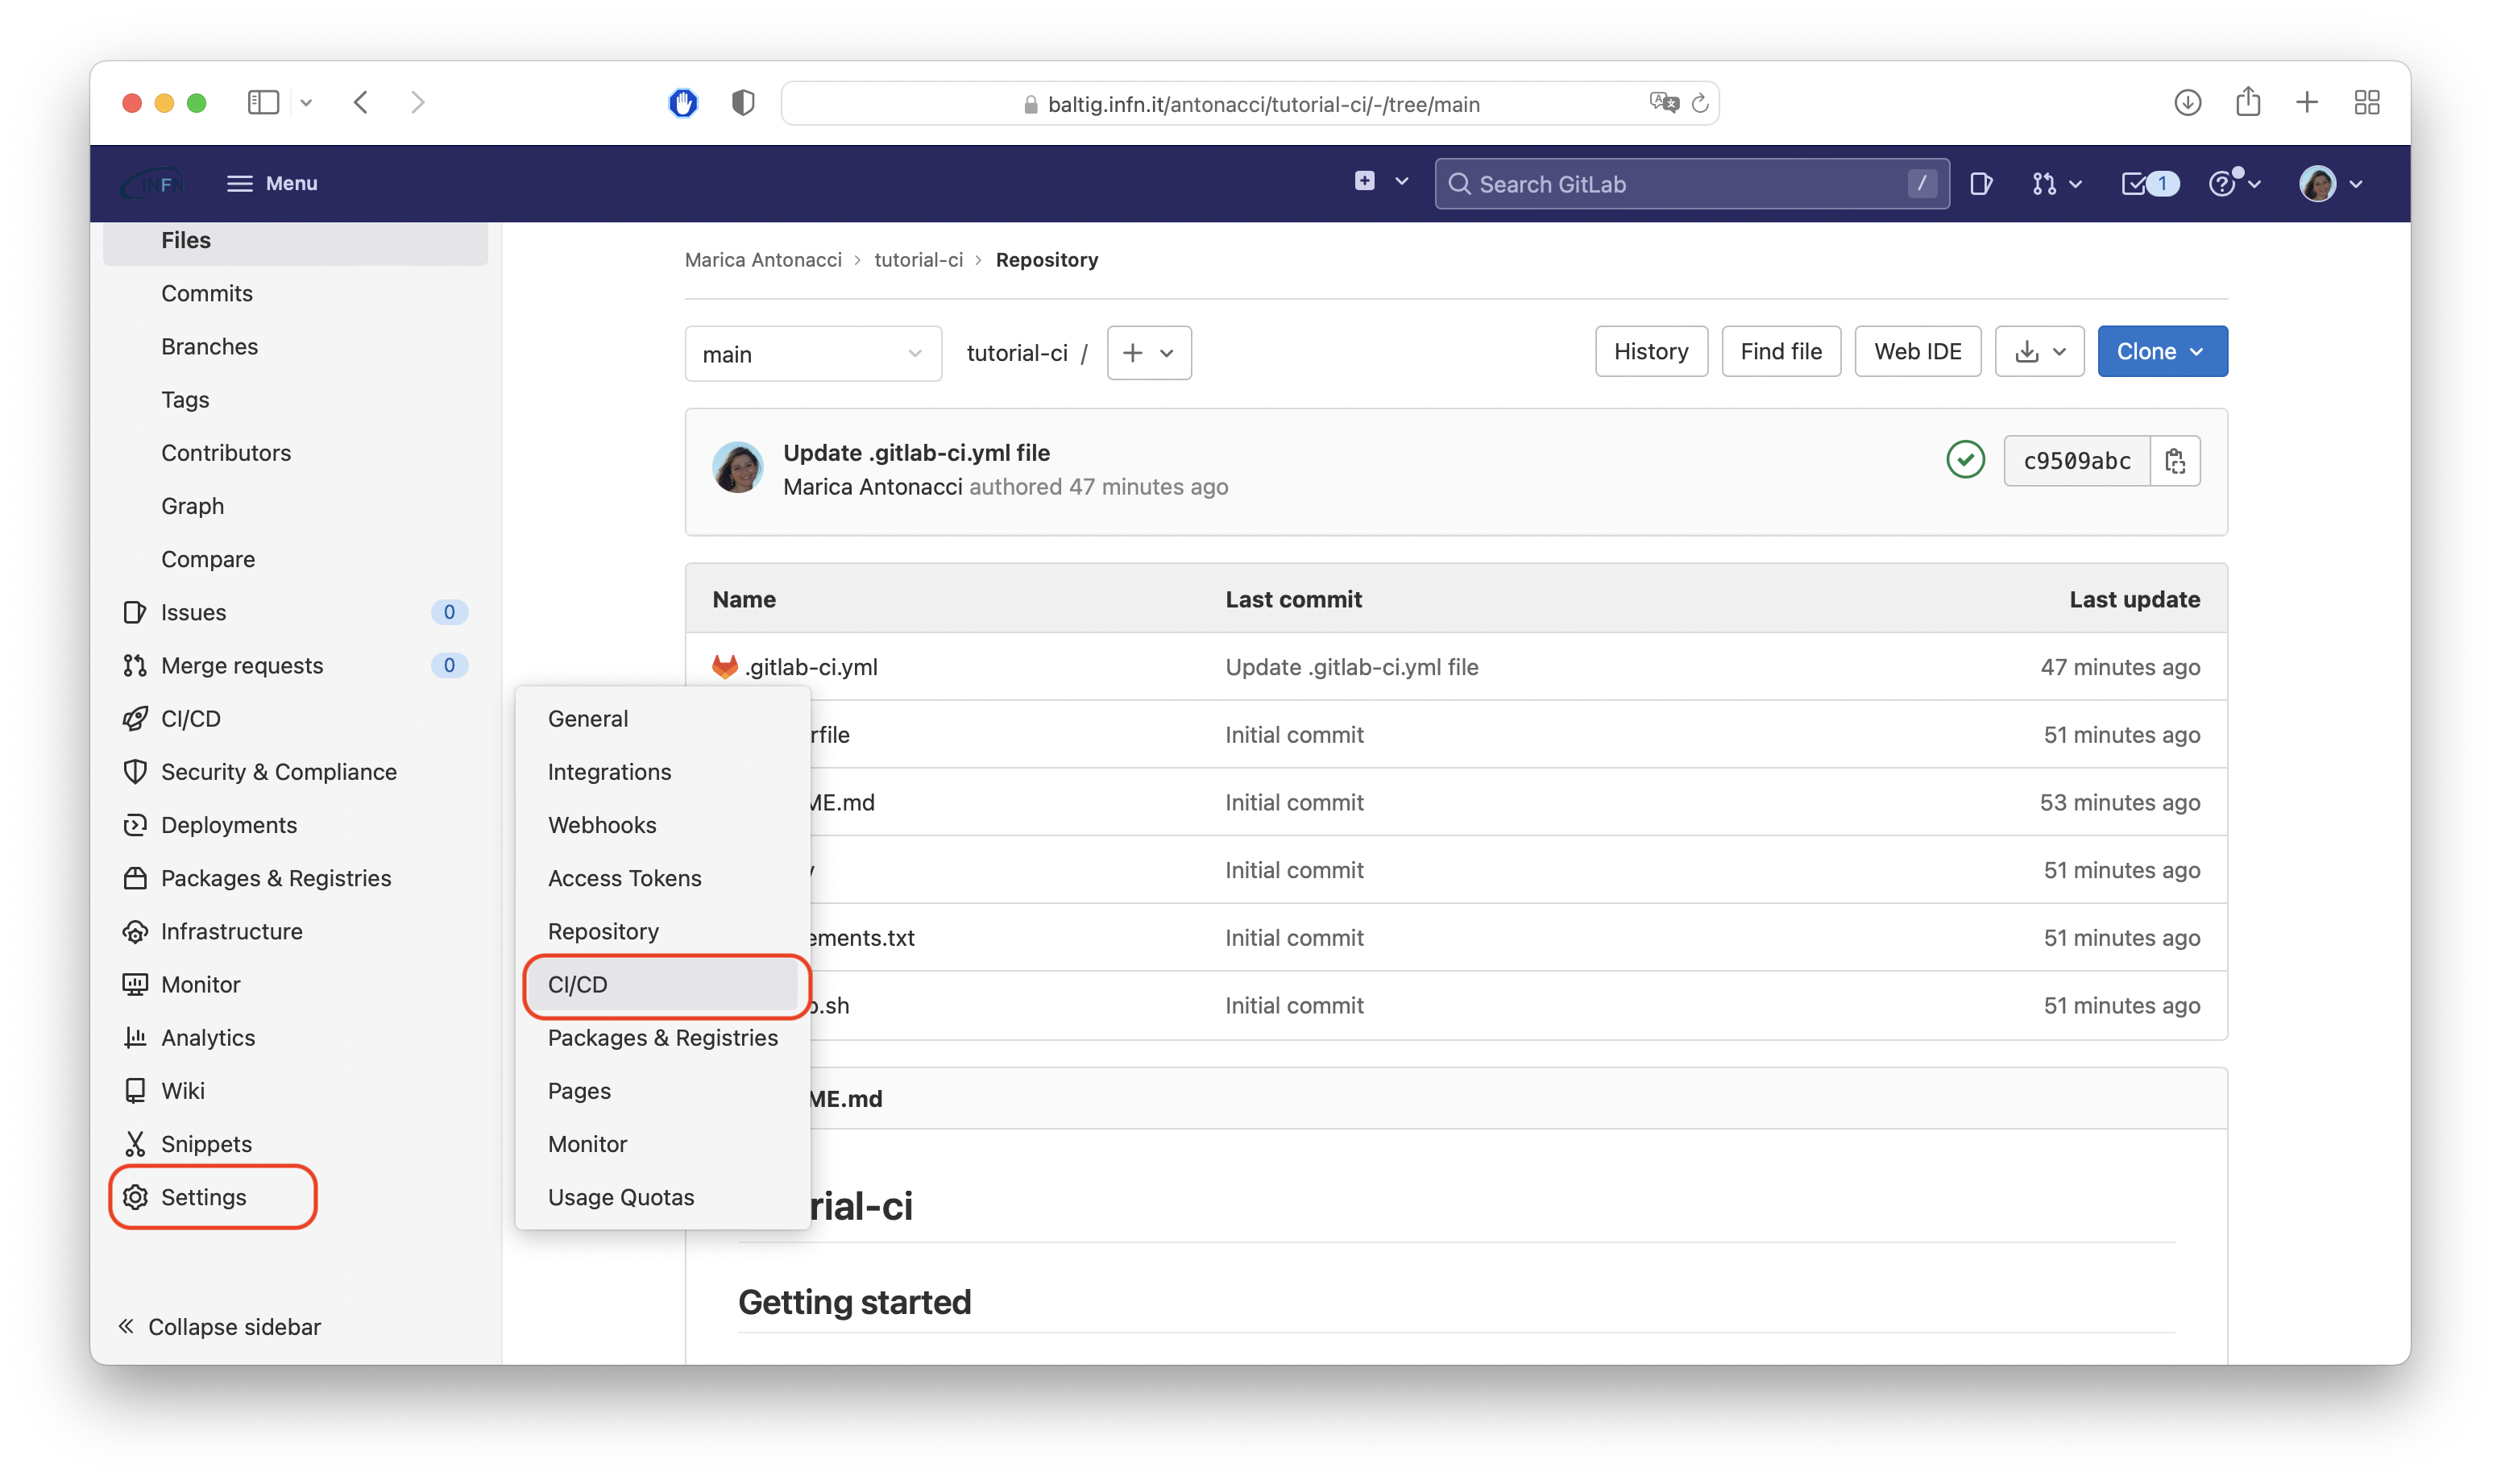 baltig.infn.it/antonacci/tutorial-ci/-/tree/main
INFN
Menu
Search GitLab
/
1
Files
Commits
Branches
Tags
Contributors
Graph
Compare
Issues 0
Merge requests 0
CI/CD
Security & Compliance
Deployments
Packages & Registries
Infrastructure
Monitor
Analytics
Wiki
Snippets
Settings
Collapse sidebar
General
Integrations
Webhooks
Access Tokens
Repository
CI/CD
Packages & Registries
Pages
Monitor
Usage Quotas
Marica Antonacci > tutorial-ci > Repository
main
tutorial-ci /
History
Find file
Web IDE
Clone
Update .gitlab-ci.yml file
Marica Antonacci authored 47 minutes ago
c9509abc
Name Last commit Last update
.gitlab-ci.yml Update .gitlab-ci.yml file 47 minutes ago
rfile Initial commit 51 minutes ago
ME.md Initial commit 53 minutes ago
Initial commit 51 minutes ago
ements.txt Initial commit 51 minutes ago
.sh Initial commit 51 minutes ago
ME.md
rial-ci
Getting started